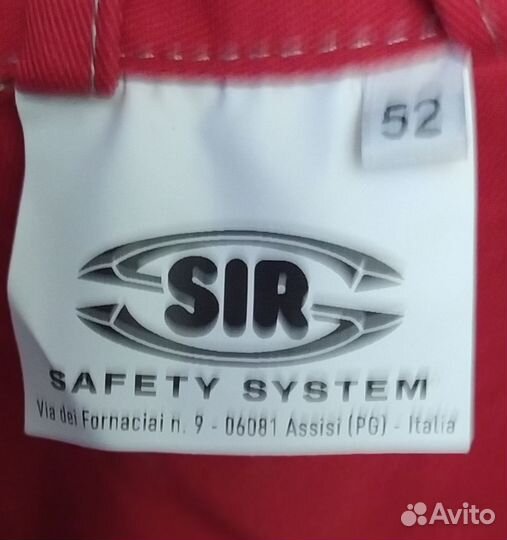 52
SIR
SAFETY SYSTEM
Via dei Fornaciai n. 9 - 06081 Assisi (PG) - Italia
Avito